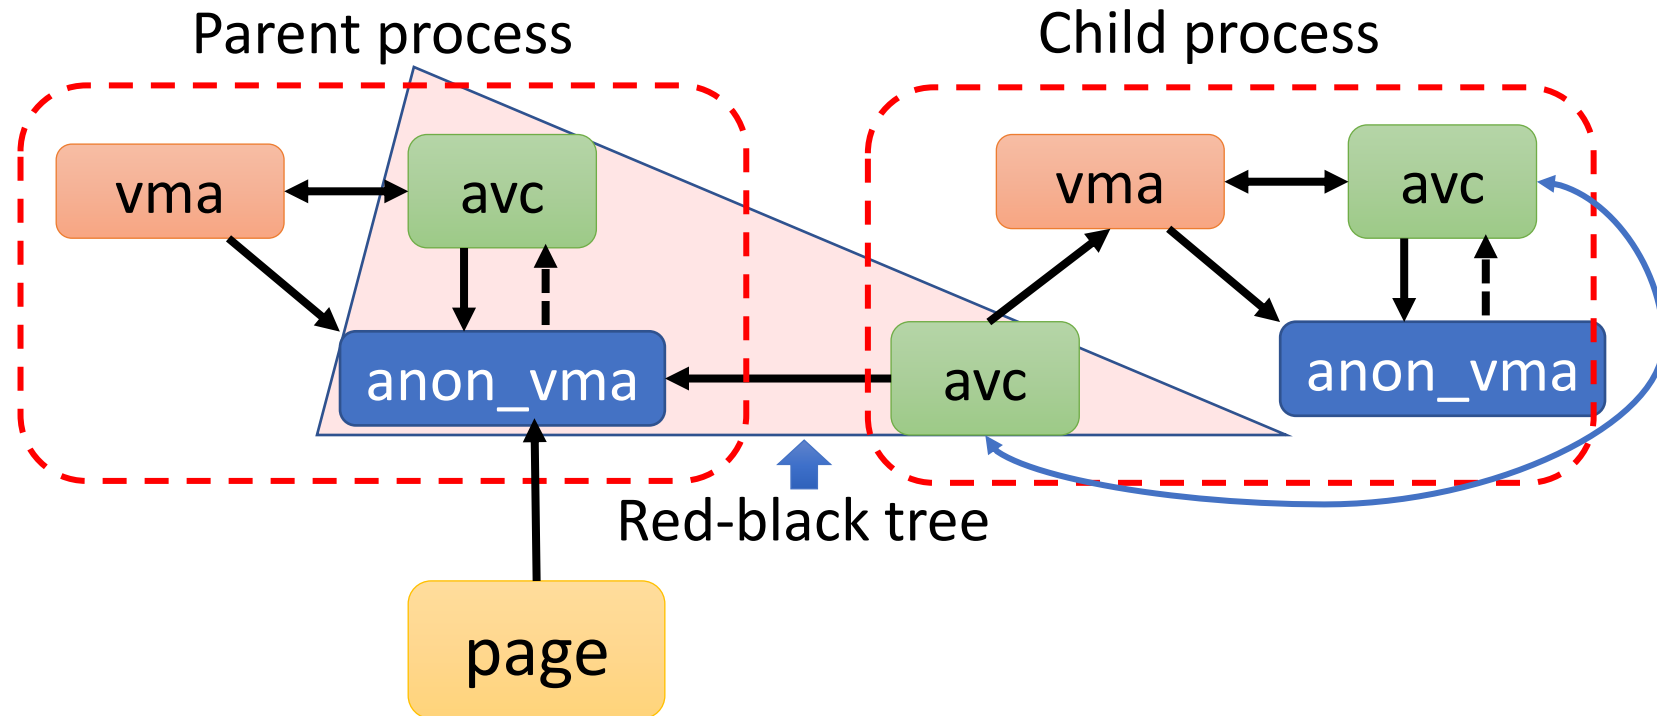 Parent process
Child process
vma
avc
vma
avc
anon_vma
avc
anon_vma
Red-black tree
page